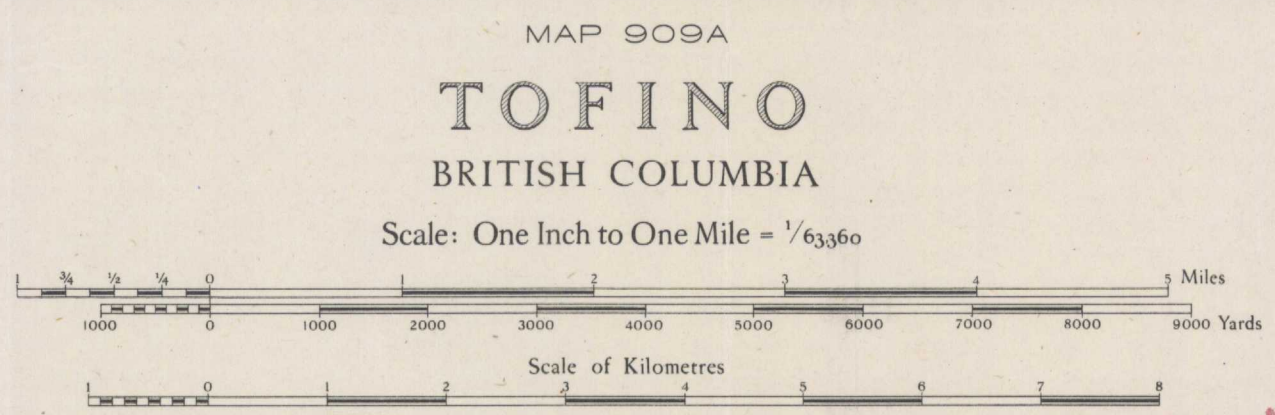 MAP 909A
TOFINO
BRITISH COLUMBIA
Scale: One Inch to One Mile = 1/63360
1 ¾ ½ ¼ 0 1 2 3 4 5 Miles
1000 0 1000 2000 3000 4000 5000 6000 7000 8000 9000 Yards
Scale of Kilometres
1 0 1 2 3 4 5 6 7 8